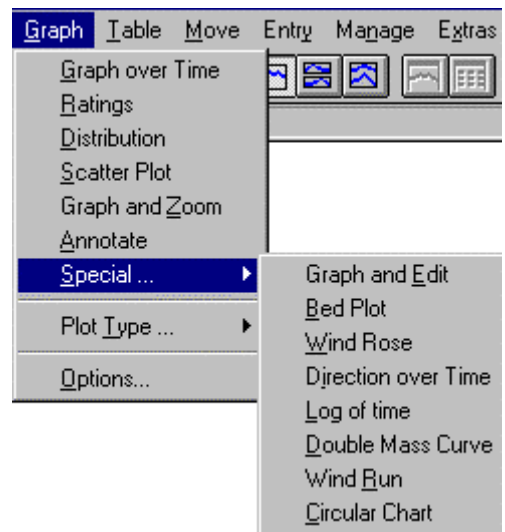 Graph Table Move Entry Manage Extras
Graph over Time
Ratings
Distribution
Scatter Plot
Graph and Zoom
Annotate
Special ...
Plot Type ...
Options...
Graph and Edit
Bed Plot
Wind Rose
Direction over Time
Log of time
Double Mass Curve
Wind Run
Circular Chart